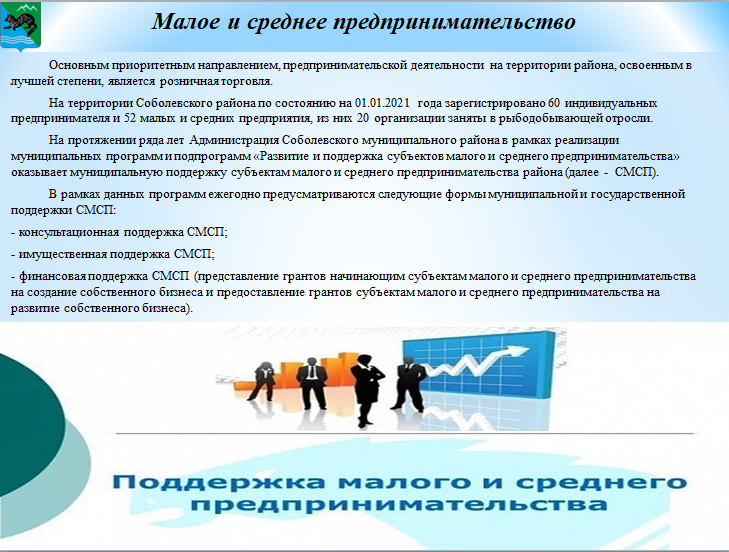 Малое и среднее предпринимательство
Основным приоритетным направлением, предпринимательской деятельности на территории района, освоенным в
лучшей степени, является розничная торговля.
На территории Соболевского района по состоянию на 01.01.2021 года зарегистрировано 60 индивидуальных
предпринимателя и 52 малых и средних предприятия, из них 20 организации заняты в рыбодобывающей отросли.
На протяжении ряда лет Администрация Соболевского муниципального района в рамках реализации
муниципальных программ и подпрограмм «Развитие и поддержка субъектов малого и среднего предпринимательства»
оказывает муниципальную поддержку субъектам малого и среднего предпринимательства района (далее - СМСП).
В рамках данных программ ежегодно предусматриваются следующие формы муниципальной и государственной
поддержки СМСП:
- консультационная поддержка СМСП;
- имущественная поддержка СМСП;
- финансовая поддержка СМСП (представление грантов начинающим субъектам малого и среднего предпринимательства
на создание собственного бизнеса и предоставление грантов субъектам малого и среднего предпринимательства на
развитие собственного бизнеса).
Поддержка малого и среднего
предпринимательства